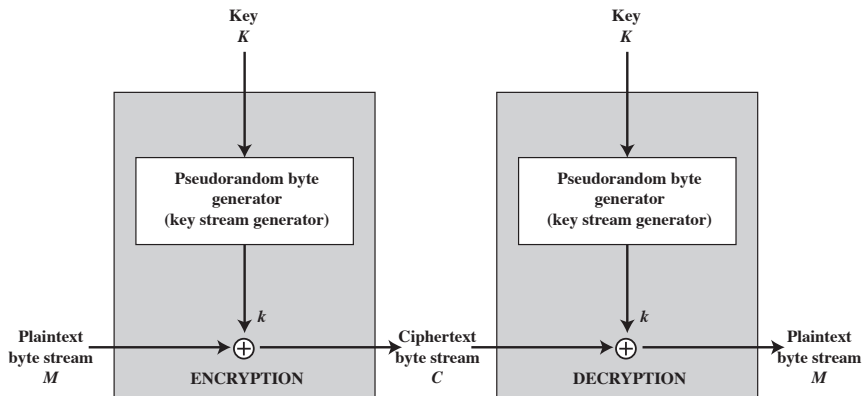 Key
K
Pseudorandom byte
generator
(key stream generator)
k
Plaintext
byte stream
M
ENCRYPTION
Ciphertext
byte stream
C
Key
K
Pseudorandom byte
generator
(key stream generator)
k
DECRYPTION
Plaintext
byte stream
M